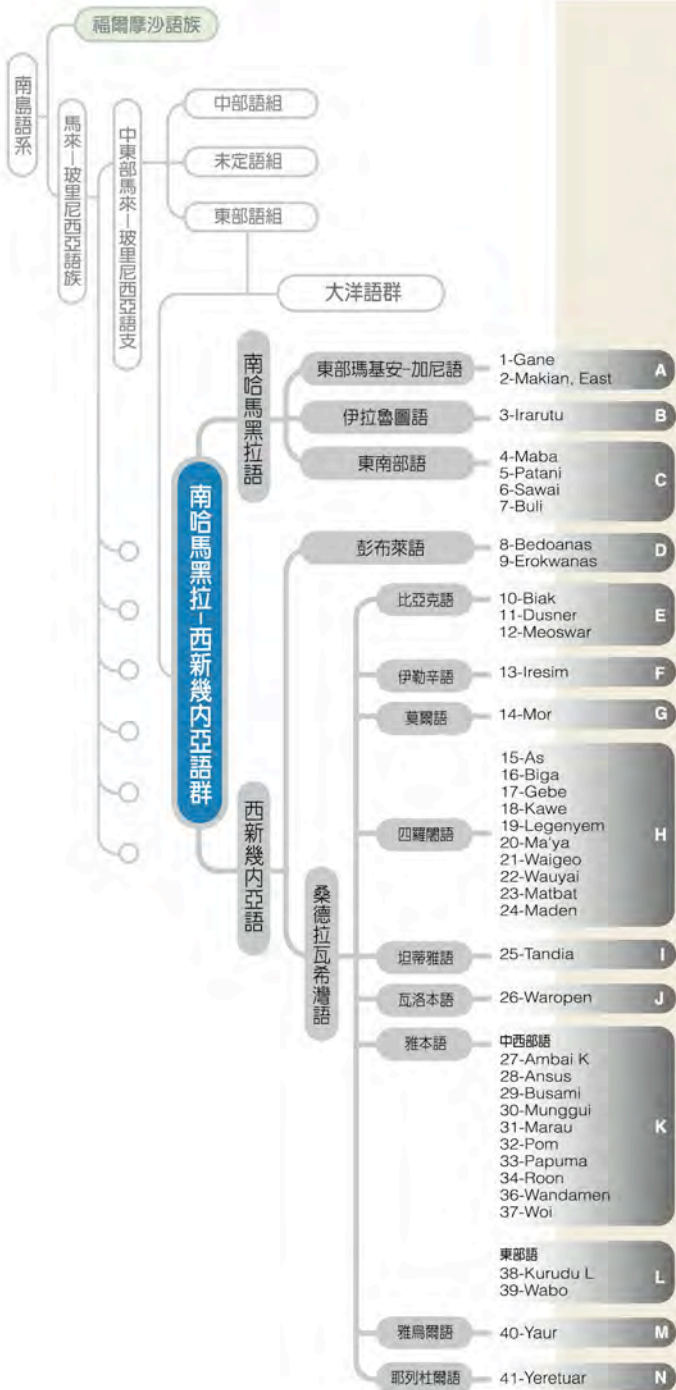 福爾摩沙語族
南島語系
馬來－玻里尼西亞語族
中東部馬來－玻里尼西亞語支
中部語組
未定語組
東部語組
大洋語群
南哈馬黑拉－西新幾內亞語群
南哈馬黑拉語
東部瑪基安-加尼語
1-Gane
2-Makian, East
A
伊拉魯圖語
3-Irarutu
B
東南部語
4-Maba
5-Patani
6-Sawai
7-Buli
C
西新幾內亞語
彭布萊語
8-Bedoanas
9-Erokwanas
D
桑德拉瓦希灣語
比亞克語
10-Biak
11-Dusner
12-Meoswar
E
伊勒辛語
13-Iresim
F
莫爾語
14-Mor
G
四羅閣語
15-As
16-Biga
17-Gebe
18-Kawe
19-Legenyem
20-Ma'ya
21-Waigeo
22-Wauyai
23-Matbat
24-Maden
H
坦蒂雅語
25-Tandia
I
瓦洛本語
26-Waropen
J
雅本語
中西部語
27-Ambai K
28-Ansus
29-Busami
30-Munggui
31-Marau
32-Pom
33-Papuma
34-Roon
36-Wandamen
37-Woi
K
東部語
38-Kurudu L
39-Wabo
L
雅烏爾語
40-Yaur
M
耶列杜爾語
41-Yeretuar
N